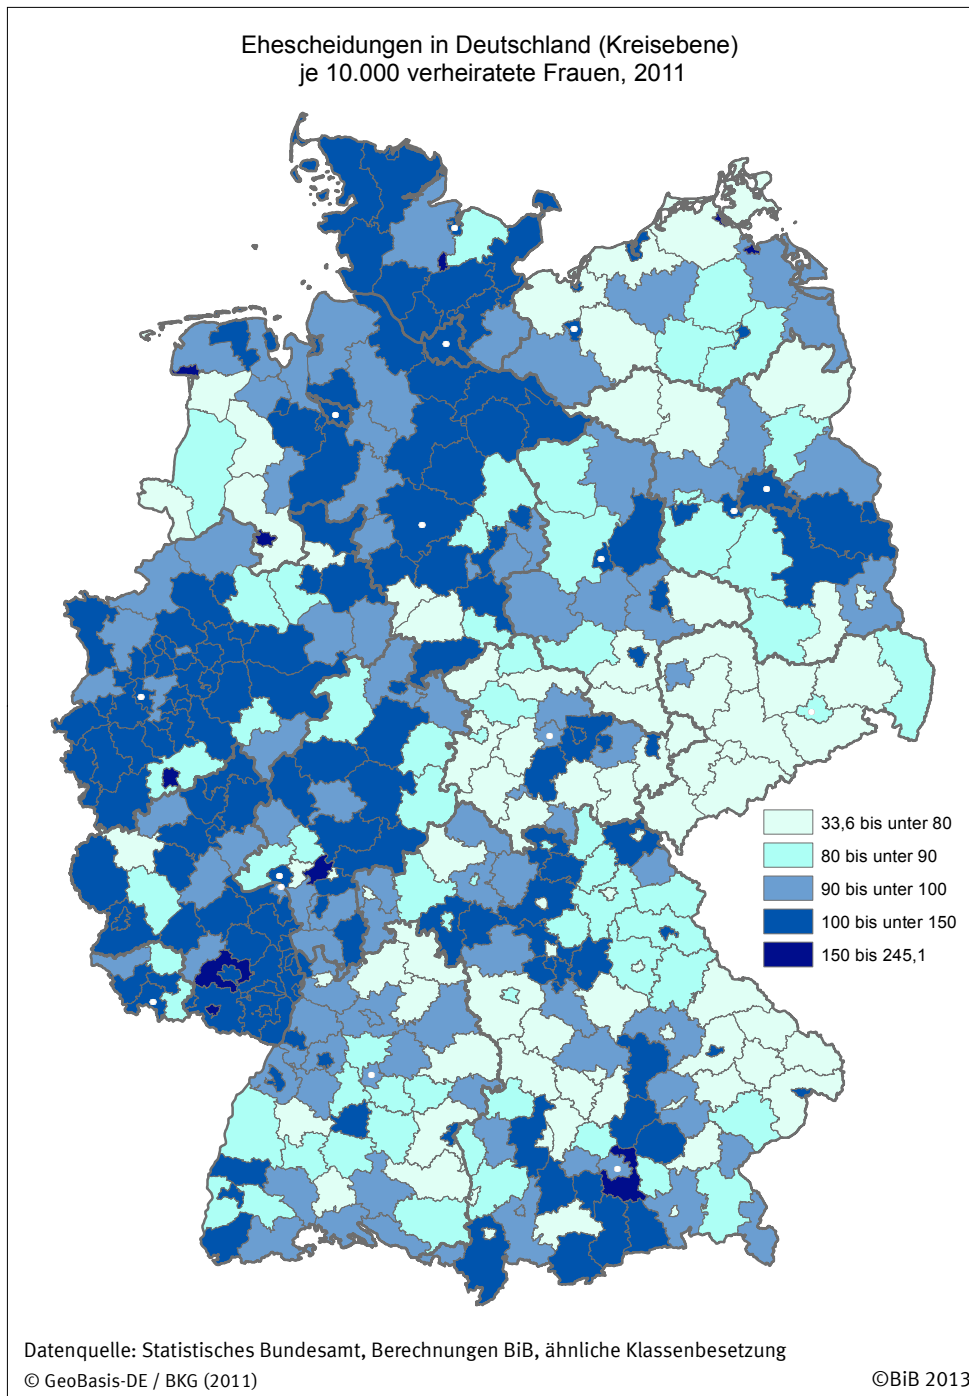 Ehescheidungen in Deutschland (Kreisebene)
je 10.000 verheiratete Frauen, 2011
33,6 bis unter 80
80 bis unter 90
90 bis unter 100
100 bis unter 150
150 bis 245,1
Datenquelle: Statistisches Bundesamt, Berechnungen BiB, ähnliche Klassenbesetzung
© GeoBasis-DE / BKG (2011)
©BiB 2013